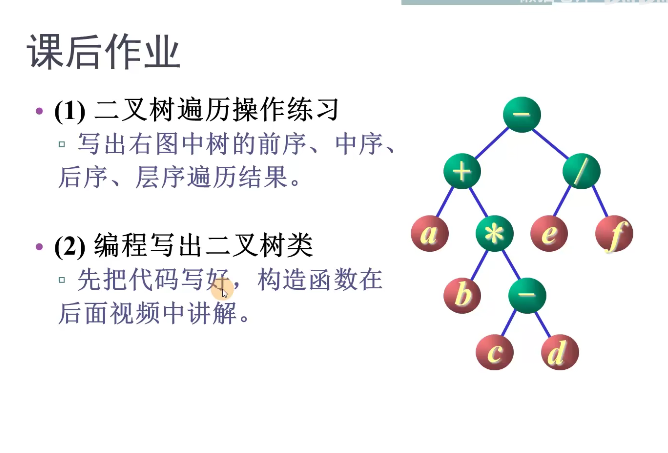 课后作业
• (1) 二叉树遍历操作练习
▫ 写出右图中树的前序、中序、
后序、层序遍历结果。
• (2) 编程写出二叉树类
▫ 先把代码写好，构造函数在
后面视频中讲解。
−
+ /
a * e f
b −
c d